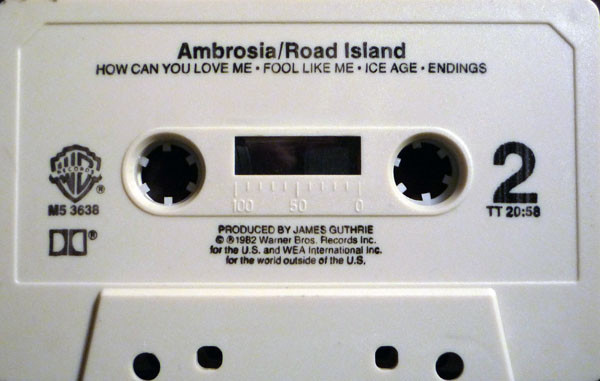 Ambrosia/Road Island
HOW CAN YOU LOVE ME • FOOL LIKE ME • ICE AGE • ENDINGS
RECORDS
®
M5 3638
®
100 50 0
2
TT 20:58
PRODUCED BY JAMES GUTHRIE
© ℗ 1982 Warner Bros. Records Inc.
for the U.S. and WEA International Inc.
for the world outside of the U.S.